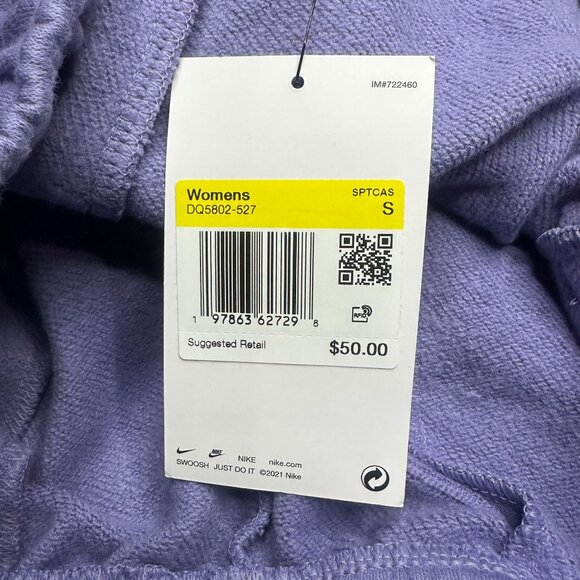 IM#722460
Womens SPTCAS
DQ5802-527 S
1 97863 62729 8
RFID
Suggested Retail $50.00
NIKE nike.com
SWOOSH JUST DO IT ©2021 Nike